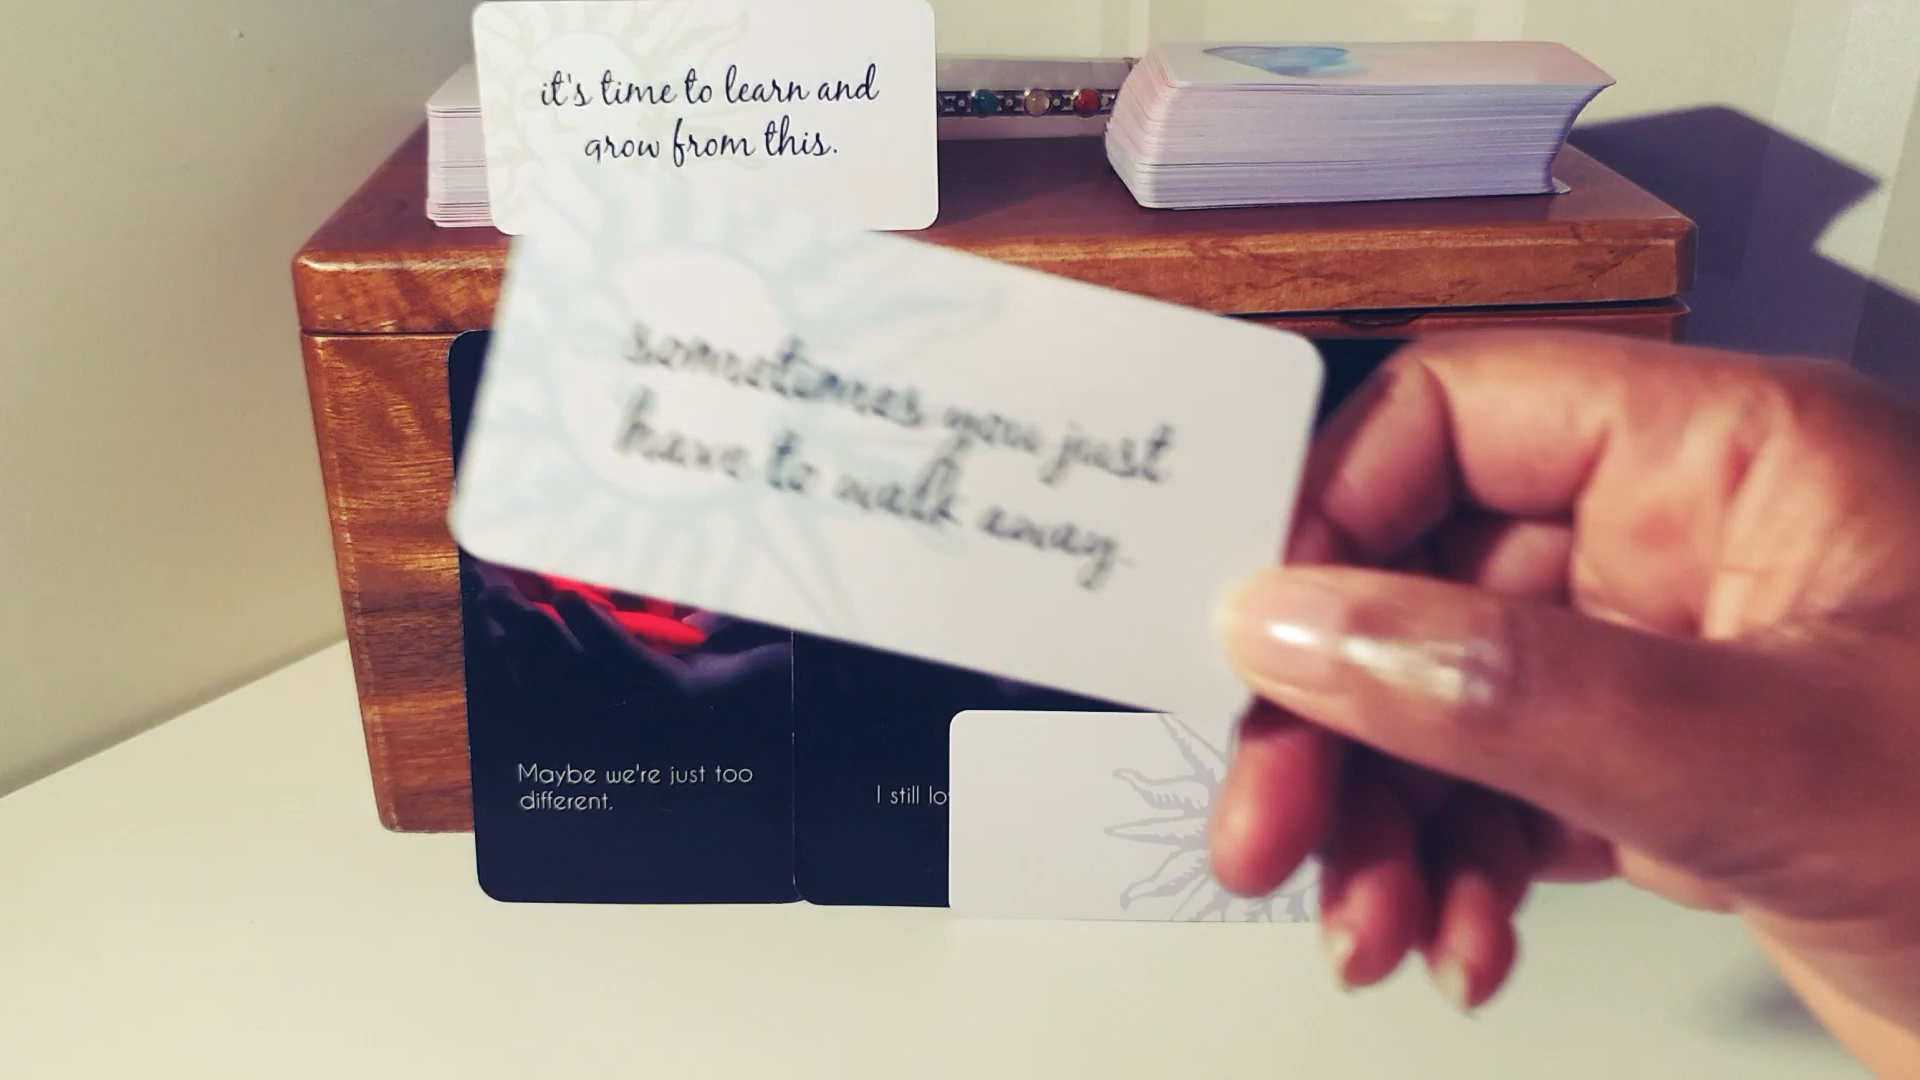 it's time to learn and
grow from this.
sometimes you just
have to walk away.
Maybe we're just too
different.
I still